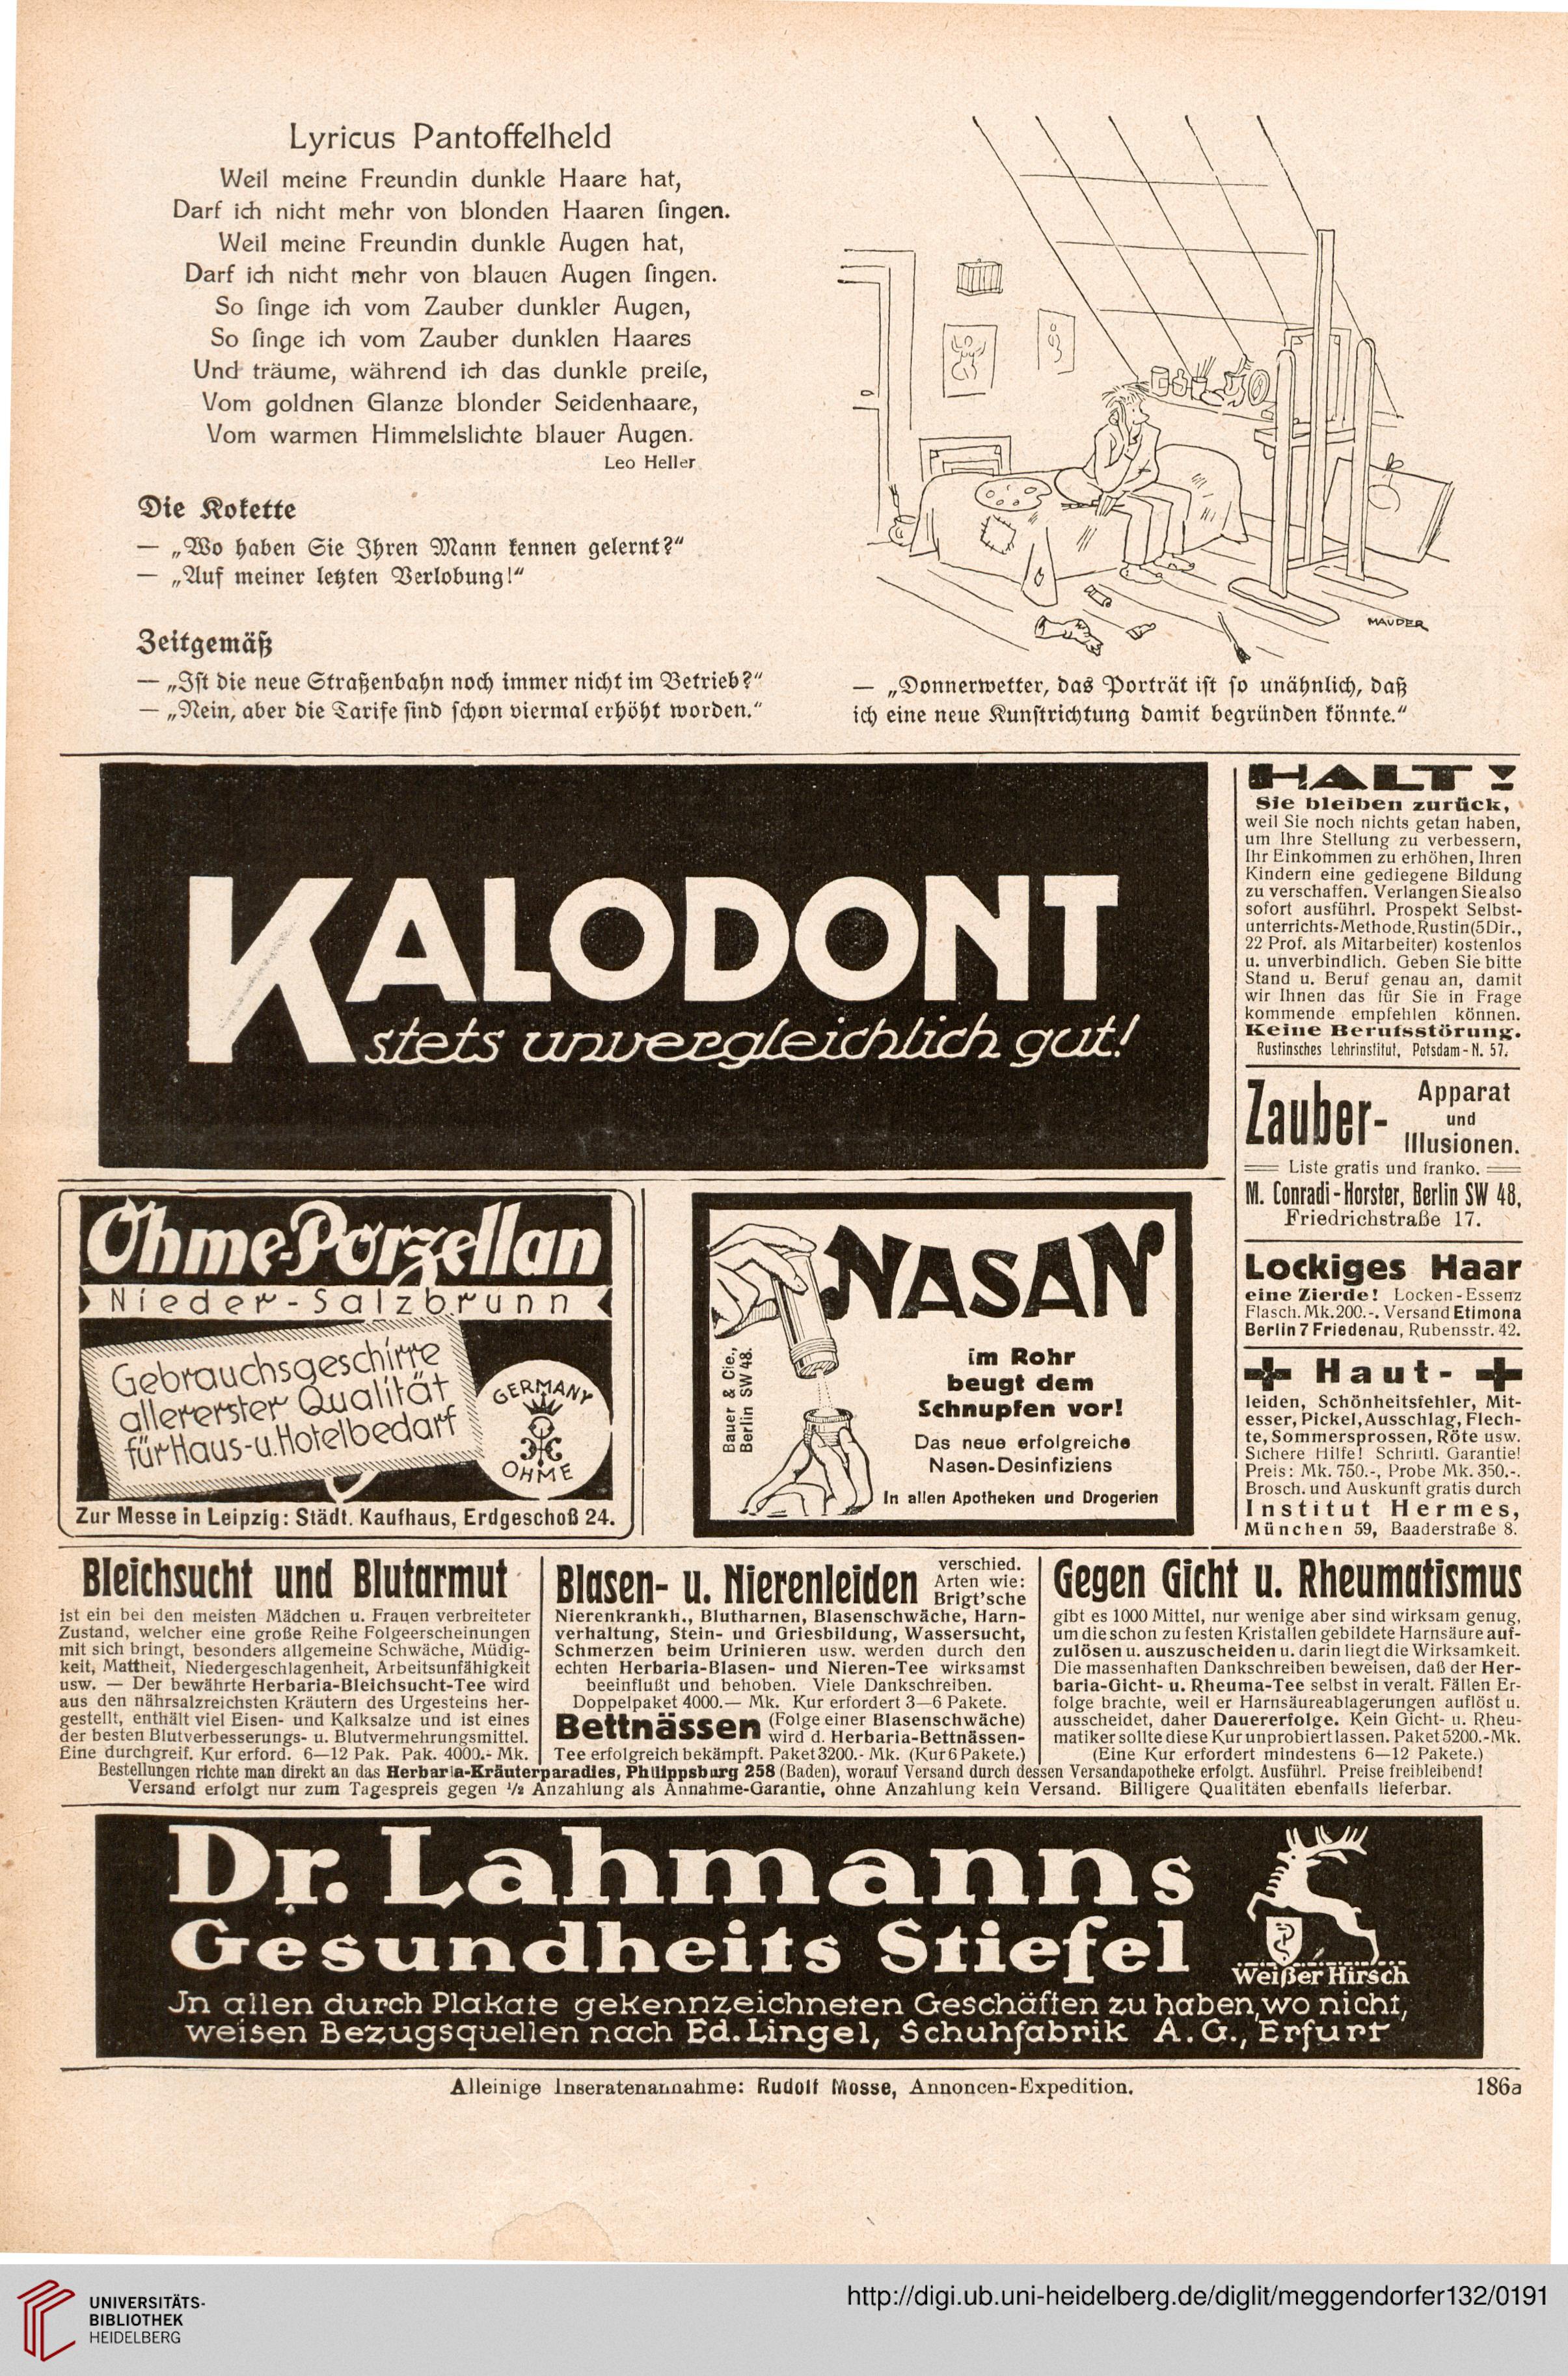 Lyricus Pantoffelheld
Weil meine Freundin dunkle Haare hat,
Darf ich nicht mehr von blonden Haaren ſingen.
Weil meine Freundin dunkle Augen hat,
Darf ich nicht mehr von blauen Augen ſingen.
So ſinge ich vom Zauber dunkler Augen,
So ſinge ich vom Zauber dunklen Haares
Und träume, während ich das dunkle preiſe,
Vom goldnen Glanze blonder Seidenhaare,
Vom warmen Himmelslichte blauer Augen.
Leo Heller
Die Kokette
— „Wo haben Sie Ihren Mann kennen gelernt?“
— „Auf meiner letzten Verlobung!“
Zeitgemäß
— „Iſt die neue Straßenbahn noch immer nicht im Betrieb?“
— „Nein, aber die Tarife ſind ſchon viermal erhöht worden.“
MAUDER
— „Donnerwetter, das Porträt iſt ſo unähnlich, daß
ich eine neue Kunſtrichtung damit begründen könnte.“
KALODONT
stets unvergleichlich gut!
HALT!
Sie bleiben zurück,
weil Sie noch nichts getan haben,
um Ihre Stellung zu verbessern,
Ihr Einkommen zu erhöhen, Ihren
Kindern eine gediegene Bildung
zu verschaffen. Verlangen Sie also
sofort ausführl. Prospekt Selbst-
unterrichts-Methode. Rustin (5 Dir.,
22 Prof. als Mitarbeiter) kostenlos
u. unverbindlich. Geben Sie bitte
Stand u. Beruf genau an, damit
wir Ihnen das für Sie in Frage
kommende empfehlen können.
Keine Berufsstörung.
Rustinsches Lehrinstitut, Potsdam-N. 57.
Zauber- Apparat
und
Illusionen.
Liste gratis und franko.
M. Conradi-Horster, Berlin SW 48,
Friedrichstraße 17.
Lockiges Haar
eine Zierde! Locken-Essenz
Flasch. Mk. 200.-. Versand Etimona
Berlin 7 Friedenau, Rubensstr. 42.
Haut-
leiden, Schönheitsfehler, Mit-
esser, Pickel, Ausschlag, Flech-
te, Sommersprossen, Röte usw.
Sichere Hilfe! Schriftl. Garantie!
Preis: Mk. 750.-, Probe Mk. 350.-.
Brosch. und Auskunft gratis durch
Institut Hermes,
München 59, Baaderstraße 8.
Ohme-Porzellan
Nieder-Salzbrunn
Gebrauchsgeschirre
allererster Qualität
für Haus-u. Hotelbedarf
GERMANY
OHME
Zur Messe in Leipzig: Städt. Kaufhaus, Erdgeschoß 24.
NASAN
Bauer & Cie.,
Berlin SW 48.
im Rohr
beugt dem
Schnupfen vor!
Das neue erfolgreiche
Nasen-Desinfiziens
In allen Apotheken und Drogerien
Bleichsucht und Blutarmut
ist ein bei den meisten Mädchen u. Frauen verbreiteter
Zustand, welcher eine große Reihe Folgeerscheinungen
mit sich bringt, besonders allgemeine Schwäche, Müdig-
keit, Mattheit, Niedergeschlagenheit, Arbeitsunfähigkeit
usw. — Der bewährte Herbaria-Bleichsucht-Tee wird
aus den nährsalzreichsten Kräutern des Urgesteins her-
gestellt, enthält viel Eisen- und Kalksalze und ist eines
der besten Blutverbesserungs- u. Blutvermehrungsmittel.
Eine durchgreif. Kur erford. 6—12 Pak. Pak. 4000.- Mk.
Blasen- u. Nierenleiden verschied.
Arten wie:
Brigt'sche
Nierenkrankh., Blutharnen, Blasenschwäche, Harn-
verhaltung, Stein- und Griesbildung, Wassersucht,
Schmerzen beim Urinieren usw. werden durch den
echten Herbaria-Blasen- und Nieren-Tee wirksamst
beeinflußt und behoben. Viele Dankschreiben.
Doppelpaket 4000.— Mk. Kur erfordert 3—6 Pakete.
Bettnässen (Folge einer Blasenschwäche)
wird d. Herbaria-Bettnässen-
Tee erfolgreich bekämpft. Paket 3200.- Mk. (Kur 6 Pakete.)
Gegen Gicht u. Rheumatismus
gibt es 1000 Mittel, nur wenige aber sind wirksam genug,
um die schon zu festen Kristallen gebildete Harnsäure auf-
zulösen u. auszuscheiden u. darin liegt die Wirksamkeit.
Die massenhaften Dankschreiben beweisen, daß der Her-
baria-Gicht- u. Rheuma-Tee selbst in veralt. Fällen Er-
folge brachte, weil er Harnsäureablagerungen auflöst u.
ausscheidet, daher Dauererfolge. Kein Gicht- u. Rheu-
matiker sollte diese Kur unprobiert lassen. Paket 5200.- Mk.
(Eine Kur erfordert mindestens 6—12 Pakete.)
Bestellungen richte man direkt an das Herbaria-Kräuterparadies, Philippsburg 258 (Baden), worauf Versand durch dessen Versandapotheke erfolgt. Ausführl. Preise freibleibend!
Versand erfolgt nur zum Tagespreis gegen 1/2 Anzahlung als Annahme-Garantie, ohne Anzahlung kein Versand. Billigere Qualitäten ebenfalls lieferbar.
Dr. Lahmanns
Gesundheits Stiefel
Weißer Hirsch
In allen durch Plakate gekennzeichneten Geschäften zu haben, wo nicht,
weisen Bezugsquellen nach Ed. Lingel, Schuhfabrik A.G., Erfurt
Alleinige Inseratenannahme: Rudolf Mosse, Annoncen-Expedition.
186a
UNIVERSITÄTS-
BIBLIOTHEK
HEIDELBERG
http://digi.ub.uni-heidelberg.de/diglit/meggendorfer132/0191